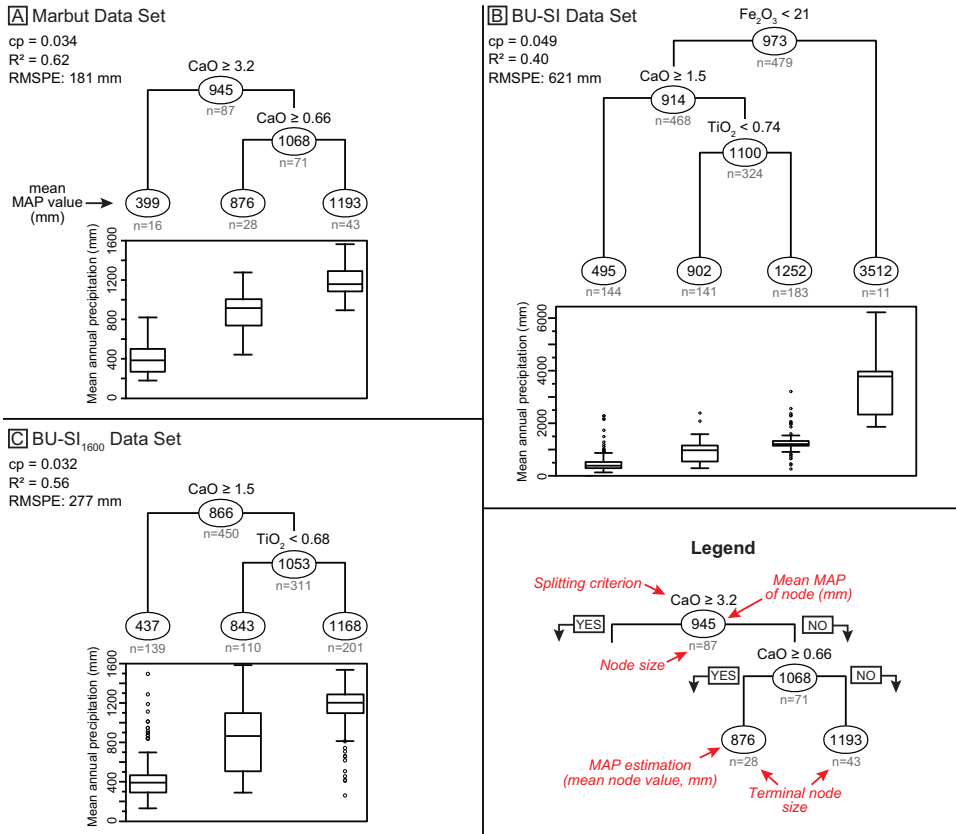 A Marbut Data Set
cp = 0.034
R² = 0.62
RMSPE: 181 mm
CaO ≥ 3.2
945
n=87
CaO ≥ 0.66
1068
n=71
mean
MAP value
(mm)
399
876
1193
n=16
n=28
n=43
Mean annual precipitation (mm)
1600
1200
800
400
0
B BU-SI Data Set
cp = 0.049
R² = 0.40
RMSPE: 621 mm
Fe₂O₃ < 21
973
n=479
CaO ≥ 1.5
914
n=468
TiO₂ < 0.74
1100
n=324
495
902
1252
3512
n=144
n=141
n=183
n=11
Mean annual precipitation (mm)
6000
4000
2000
0
C BU-SI₁₆₀₀ Data Set
cp = 0.032
R² = 0.56
RMSPE: 277 mm
CaO ≥ 1.5
866
n=450
TiO₂ < 0.68
1053
n=311
437
843
1168
n=139
n=110
n=201
Mean annual precipitation (mm)
1600
1200
800
400
0
Legend
Splitting criterion
Mean MAP
of node (mm)
CaO ≥ 3.2
YES
945
NO
n=87
Node size
CaO ≥ 0.66
YES
1068
NO
n=71
876
1193
n=28
n=43
MAP estimation
(mean node value, mm)
Terminal node
size